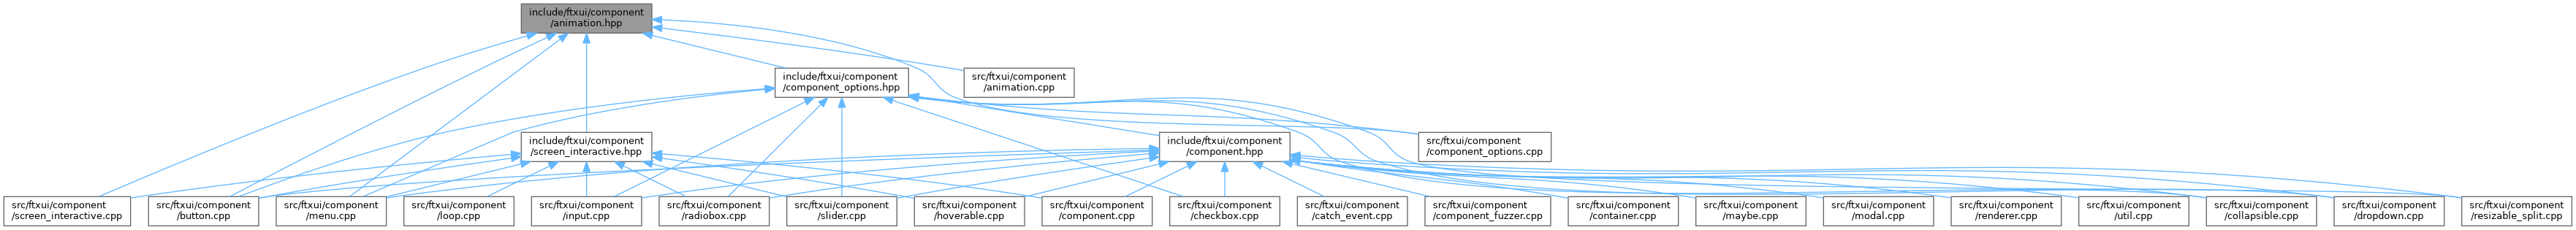 include/ftxui/component
/animation.hpp
include/ftxui/component
/component_options.hpp
src/ftxui/component
/animation.cpp
include/ftxui/component
/screen_interactive.hpp
include/ftxui/component
/component.hpp
src/ftxui/component
/component_options.cpp
src/ftxui/component
/screen_interactive.cpp
src/ftxui/component
/button.cpp
src/ftxui/component
/menu.cpp
src/ftxui/component
/loop.cpp
src/ftxui/component
/input.cpp
src/ftxui/component
/radiobox.cpp
src/ftxui/component
/slider.cpp
src/ftxui/component
/hoverable.cpp
src/ftxui/component
/component.cpp
src/ftxui/component
/checkbox.cpp
src/ftxui/component
/catch_event.cpp
src/ftxui/component
/component_fuzzer.cpp
src/ftxui/component
/container.cpp
src/ftxui/component
/maybe.cpp
src/ftxui/component
/modal.cpp
src/ftxui/component
/renderer.cpp
src/ftxui/component
/util.cpp
src/ftxui/component
/collapsible.cpp
src/ftxui/component
/dropdown.cpp
src/ftxui/component
/resizable_split.cpp